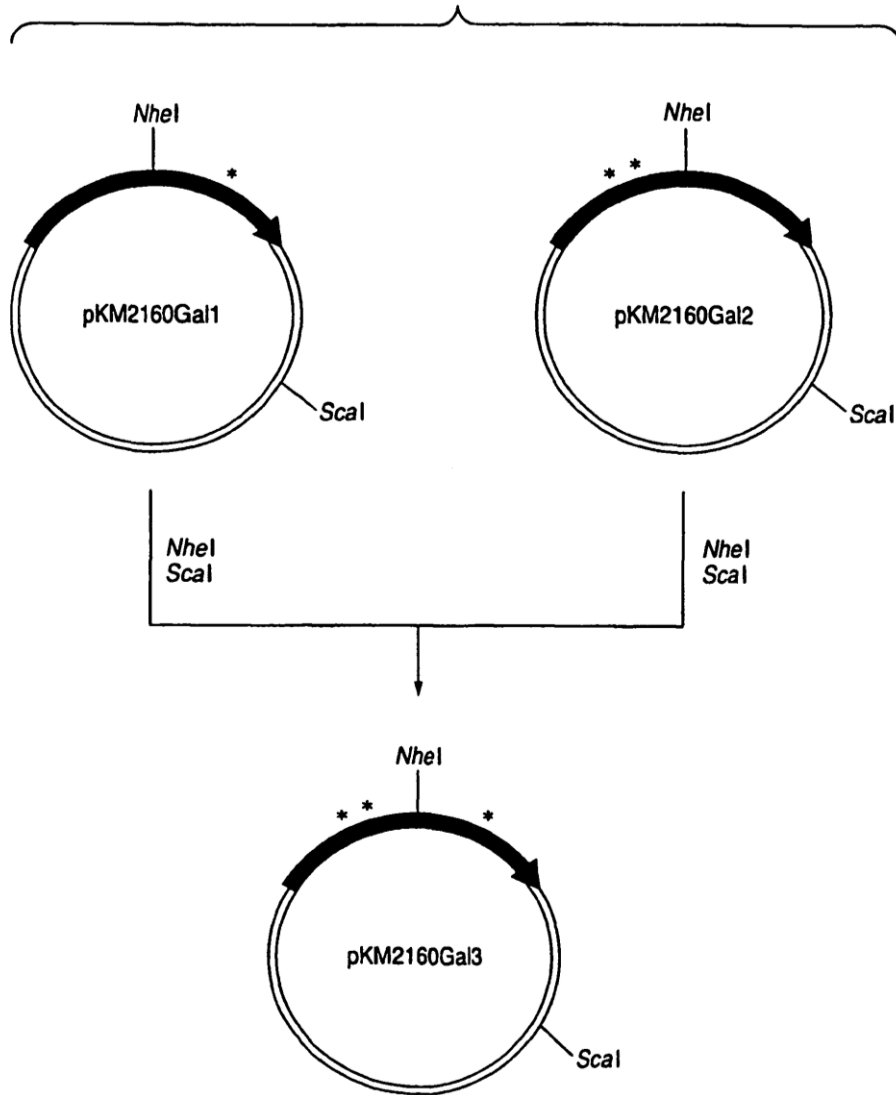 NheI
*
pKM2160Gal1
ScaI
NheI
* *
pKM2160Gal2
ScaI
NheI
ScaI
NheI
ScaI
NheI
* * *
pKM2160Gal3
ScaI